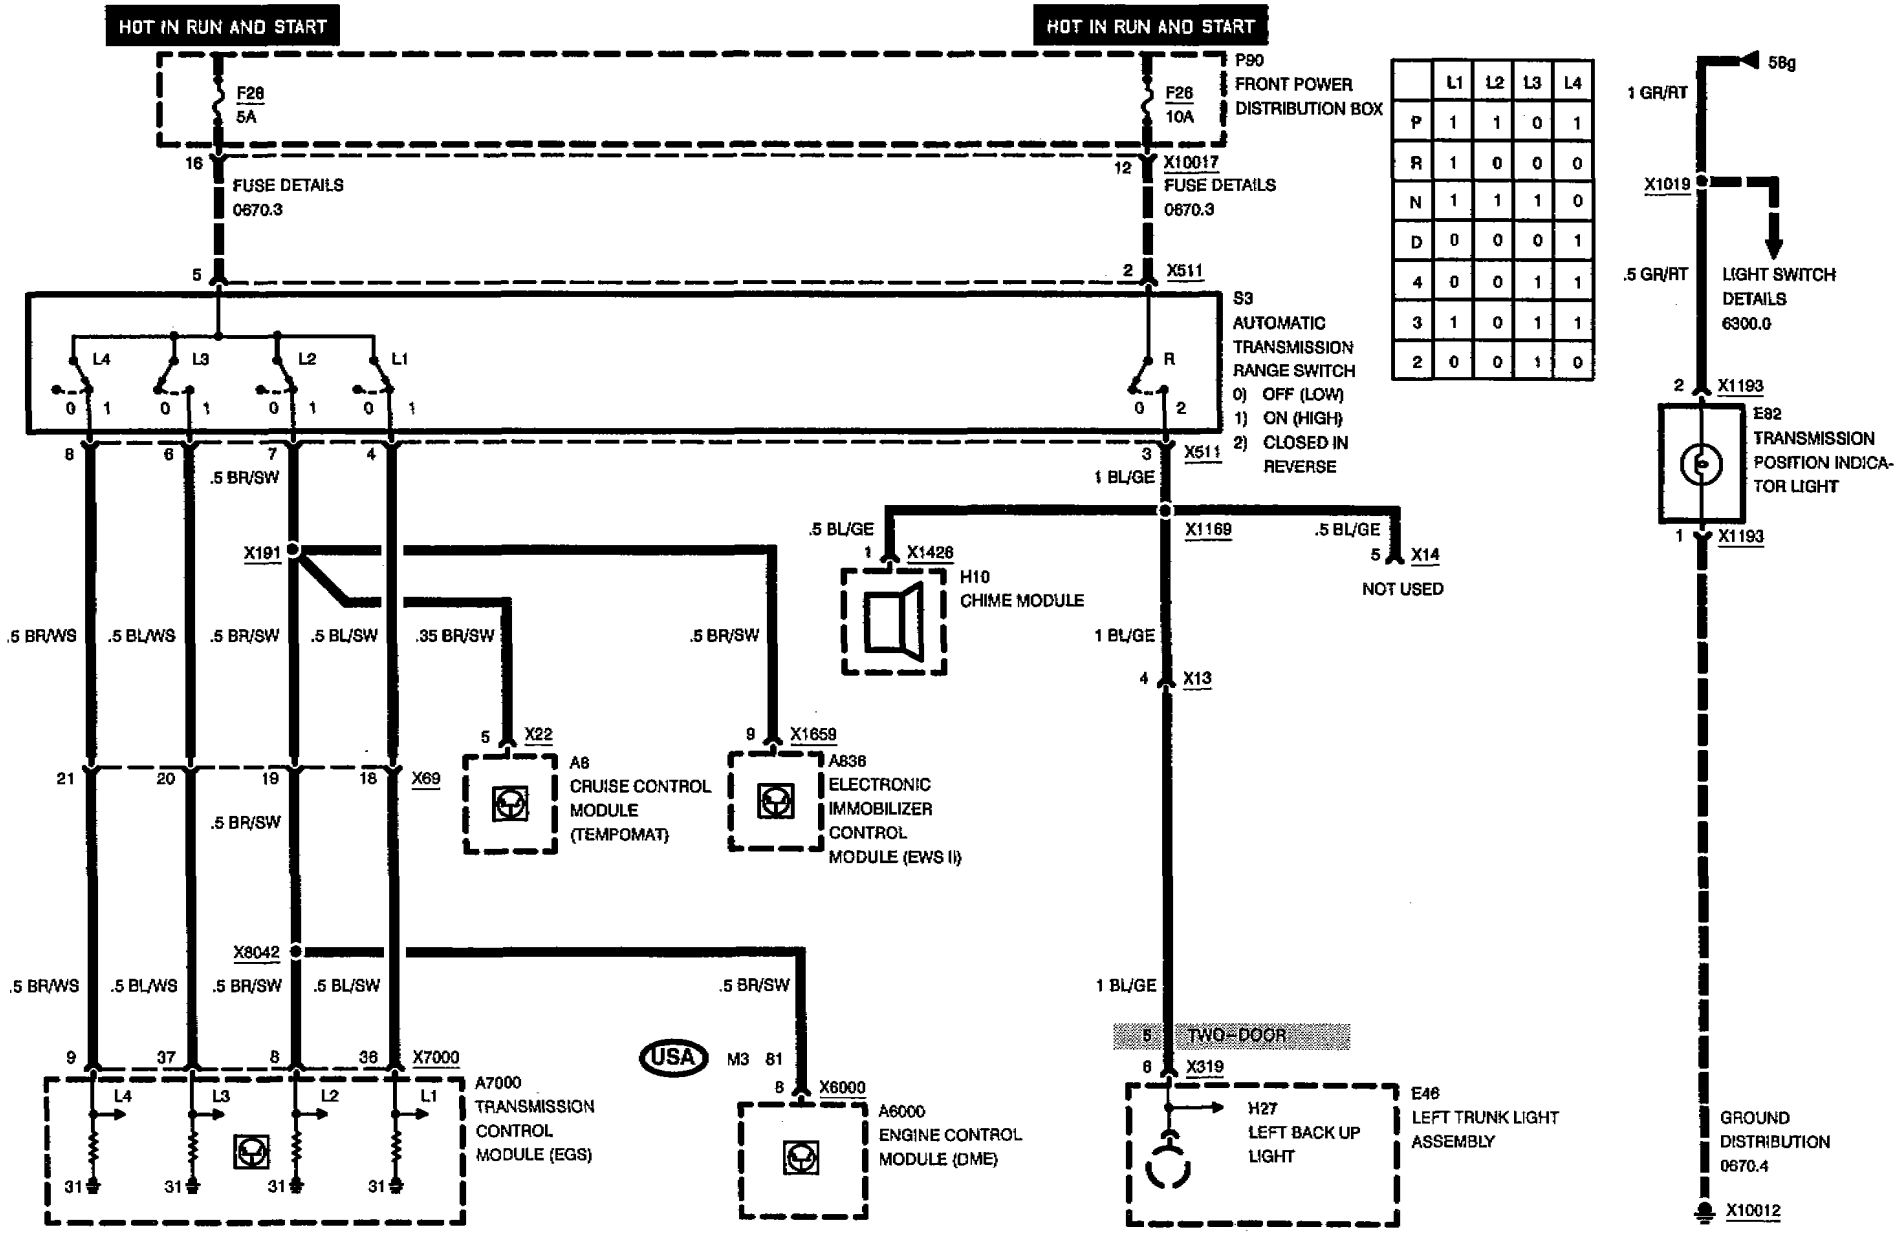 HOT IN RUN AND START
HOT IN RUN AND START
F28
5A
F26
10A
P90
FRONT POWER
DISTRIBUTION BOX
16
12
X10017
FUSE DETAILS
0670.3
FUSE DETAILS
0670.3
5
2
X511
L1 L2 L3 L4
P 1 1 0 1
R 1 0 0 0
N 1 1 1 0
D 0 0 0 1
4 0 0 1 1
3 1 0 1 1
2 0 0 1 0
58g
1 GR/RT
X1019
.5 GR/RT
LIGHT SWITCH
DETAILS
6300.0
2
X1193
E82
TRANSMISSION
POSITION INDICA-
TOR LIGHT
1
X1193
L4
L3
L2
L1
R
0 1
0 1
0 1
0 1
0 2
S3
AUTOMATIC
TRANSMISSION
RANGE SWITCH
0) OFF (LOW)
1) ON (HIGH)
2) CLOSED IN
REVERSE
8
6
7
4
3
X511
.5 BR/SW
1 BL/GE
X191
.5 BL/GE
X1169
.5 BL/GE
1
X1428
5
X14
NOT USED
H10
CHIME MODULE
.5 BR/WS
.5 BL/WS
.5 BR/SW
.5 BL/SW
.35 BR/SW
.5 BR/SW
1 BL/GE
4
X13
5
X22
9
X1659
21
20
19
18
X69
A8
CRUISE CONTROL
MODULE
(TEMPOMAT)
A836
ELECTRONIC
IMMOBILIZER
CONTROL
MODULE (EWS II)
.5 BR/SW
X8042
.5 BR/WS
.5 BL/WS
.5 BR/SW
.5 BL/SW
.5 BR/SW
1 BL/GE
5 TWO-DOOR
9
37
8
36
X7000
USA
M3 81
8
X6000
6
X319
L4
L3
L2
L1
31
31
31
31
A7000
TRANSMISSION
CONTROL
MODULE (EGS)
A6000
ENGINE CONTROL
MODULE (DME)
H27
LEFT BACK UP
LIGHT
E46
LEFT TRUNK LIGHT
ASSEMBLY
GROUND
DISTRIBUTION
0670.4
X10012